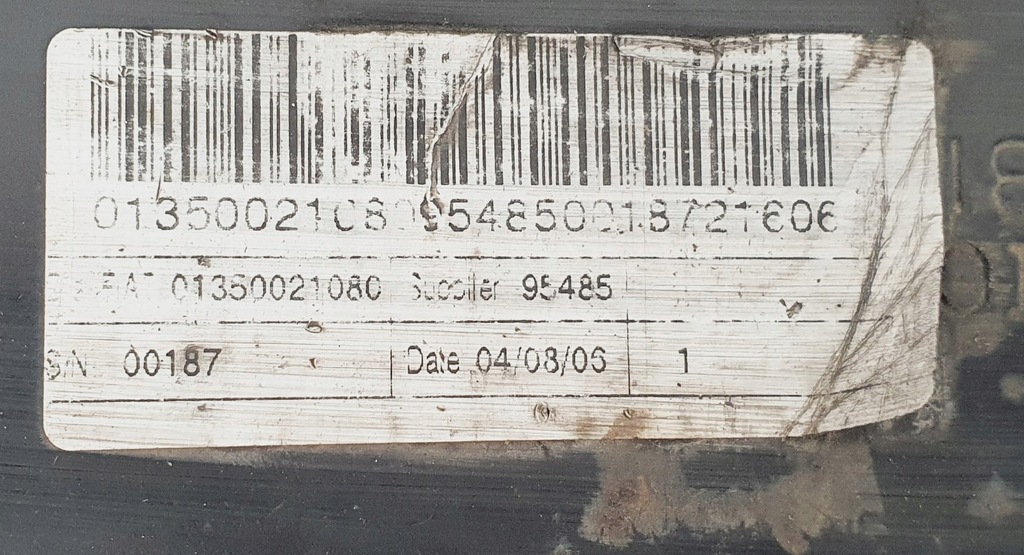 01350021080954850018721606
FIAT 01350021080 Supplier 95485
S/N 00187 Date 04/08/06 1